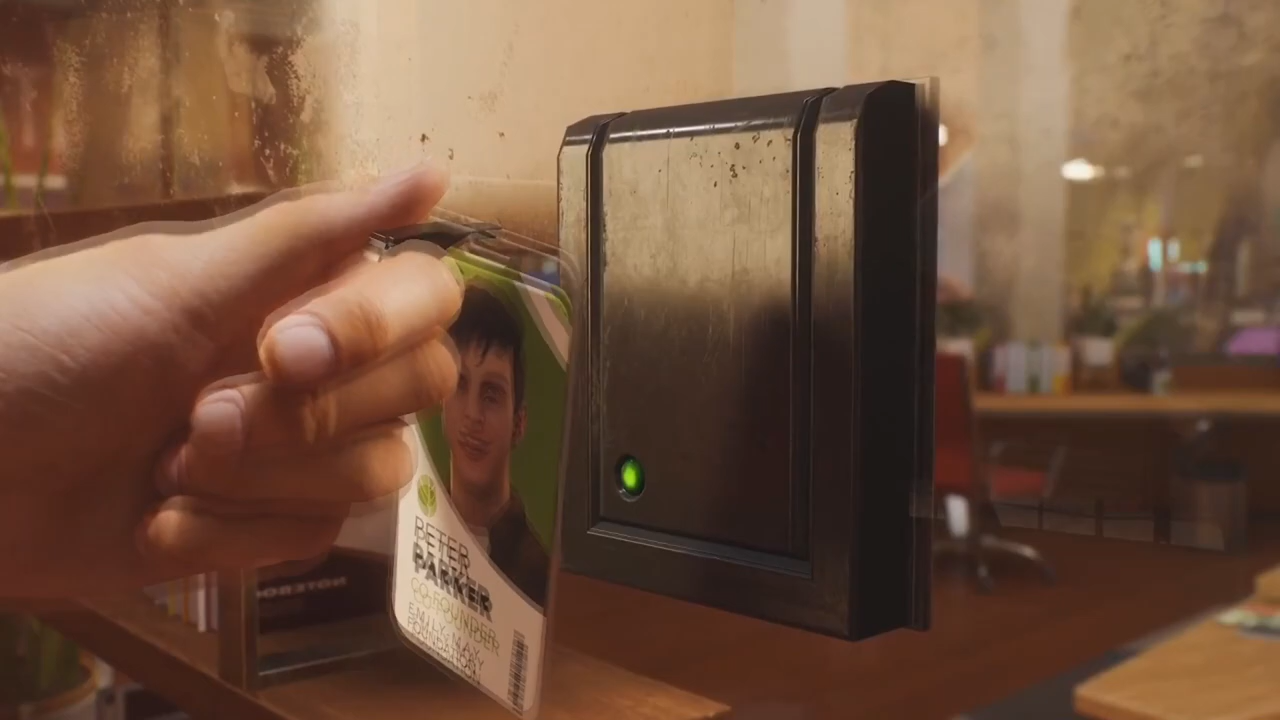 PETER
PARKER
CO-FOUNDER
EMILY-MAY
FOUNDATION